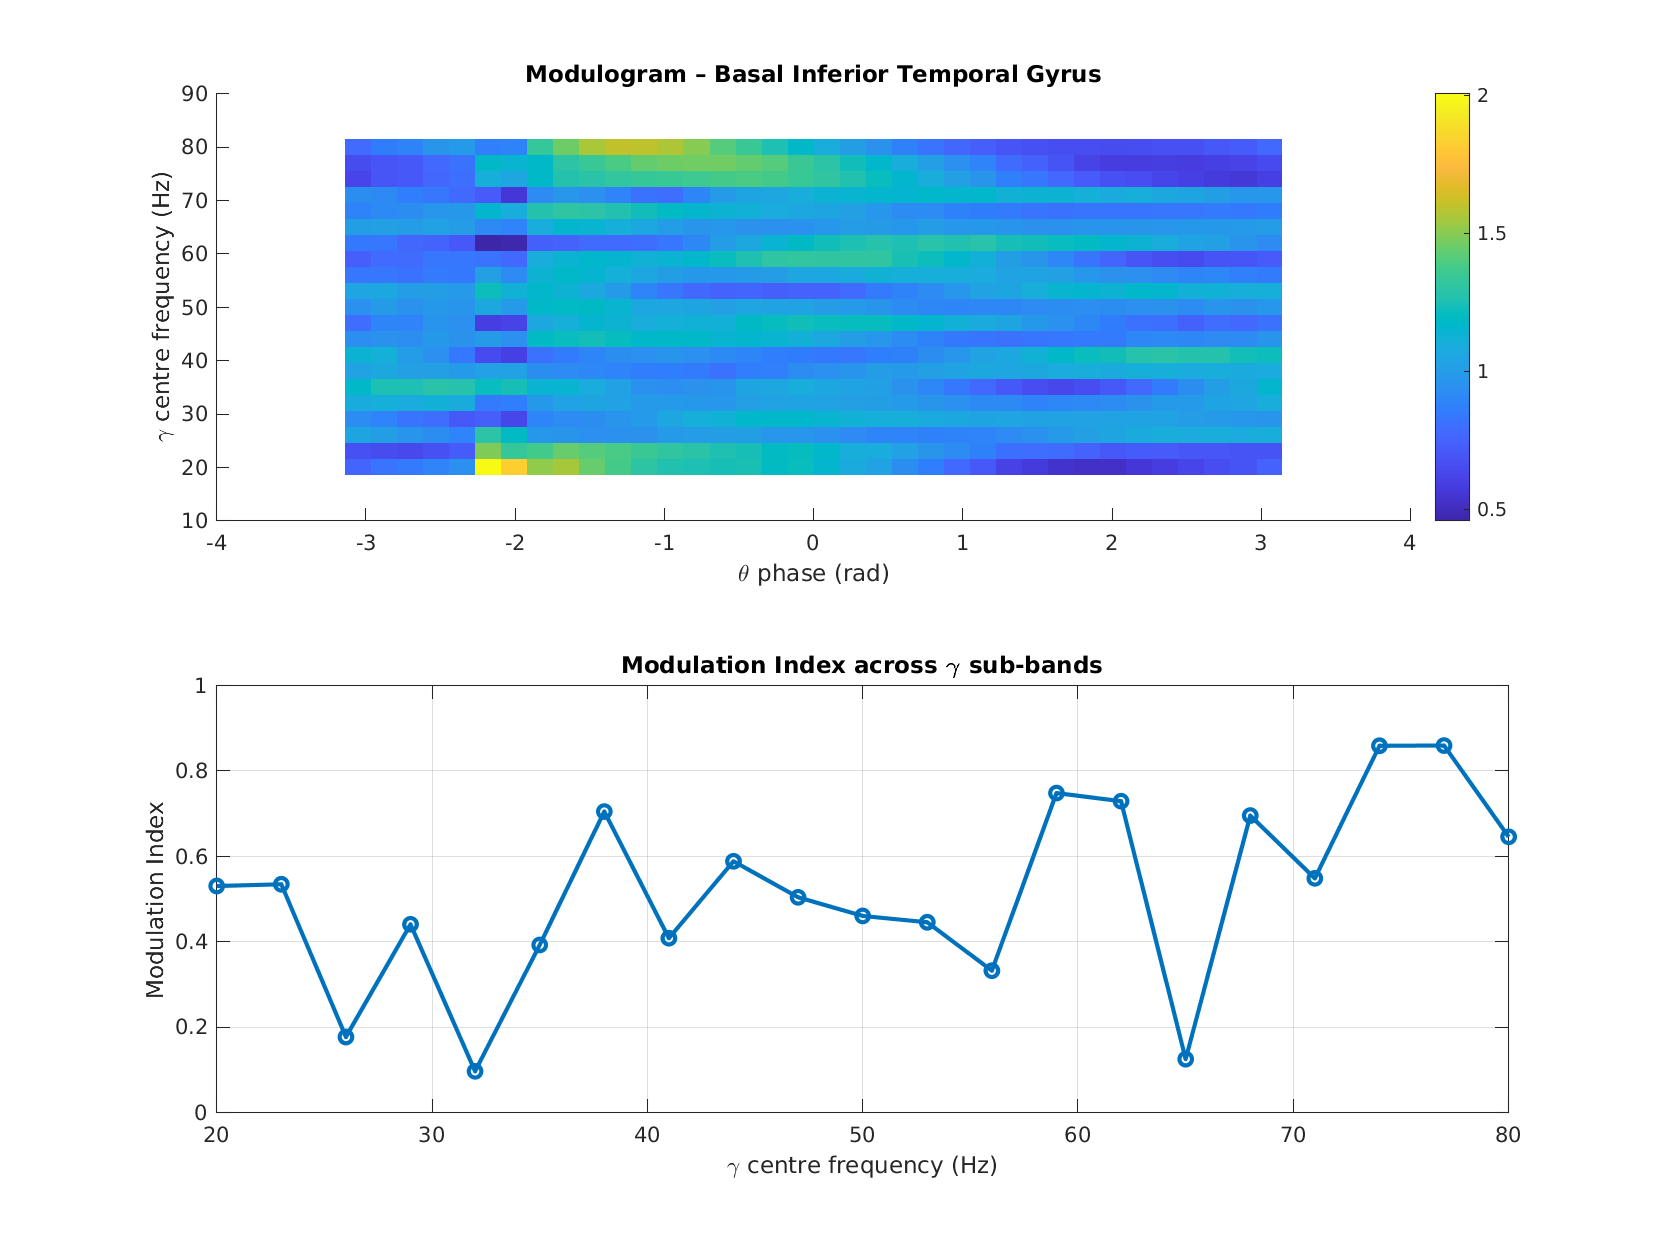 Modulogram – Basal Inferior Temporal Gyrus
γ centre frequency (Hz)
90
80
70
60
50
40
30
20
10
-4 -3 -2 -1 0 1 2 3 4
θ phase (rad)
2
1.5
1
0.5
Modulation Index across γ sub-bands
Modulation Index
1
0.8
0.6
0.4
0.2
0
20 30 40 50 60 70 80
γ centre frequency (Hz)